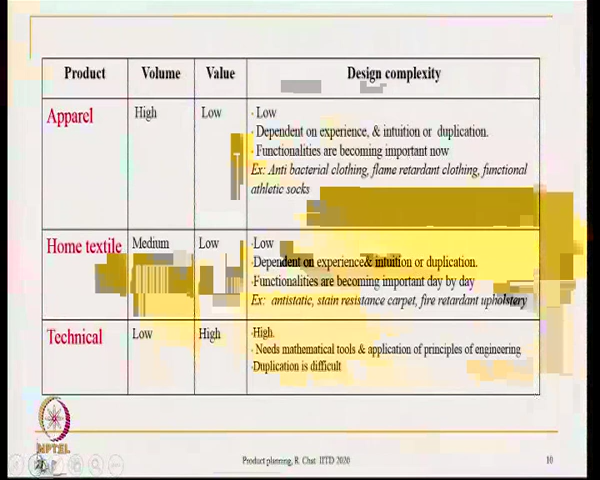 Product Volume Value Design complexity
Apparel High Low · Low
· Dependent on experience, & intuition or duplication.
· Functionalities are becoming important now
Ex: Anti bacterial clothing, flame retardant clothing, functional
athletic socks
Home textile Medium Low ·Low
·Dependent on experience& intuition or duplication.
·Functionalities are becoming important day by day
Ex: antistatic, stain resistance carpet, fire retardant upholstery
Technical Low High ·High.
· Needs mathematical tools & application of principles of engineering
·Duplication is difficult
NPTEL
Product planning, R. Chat IITD 2020 10